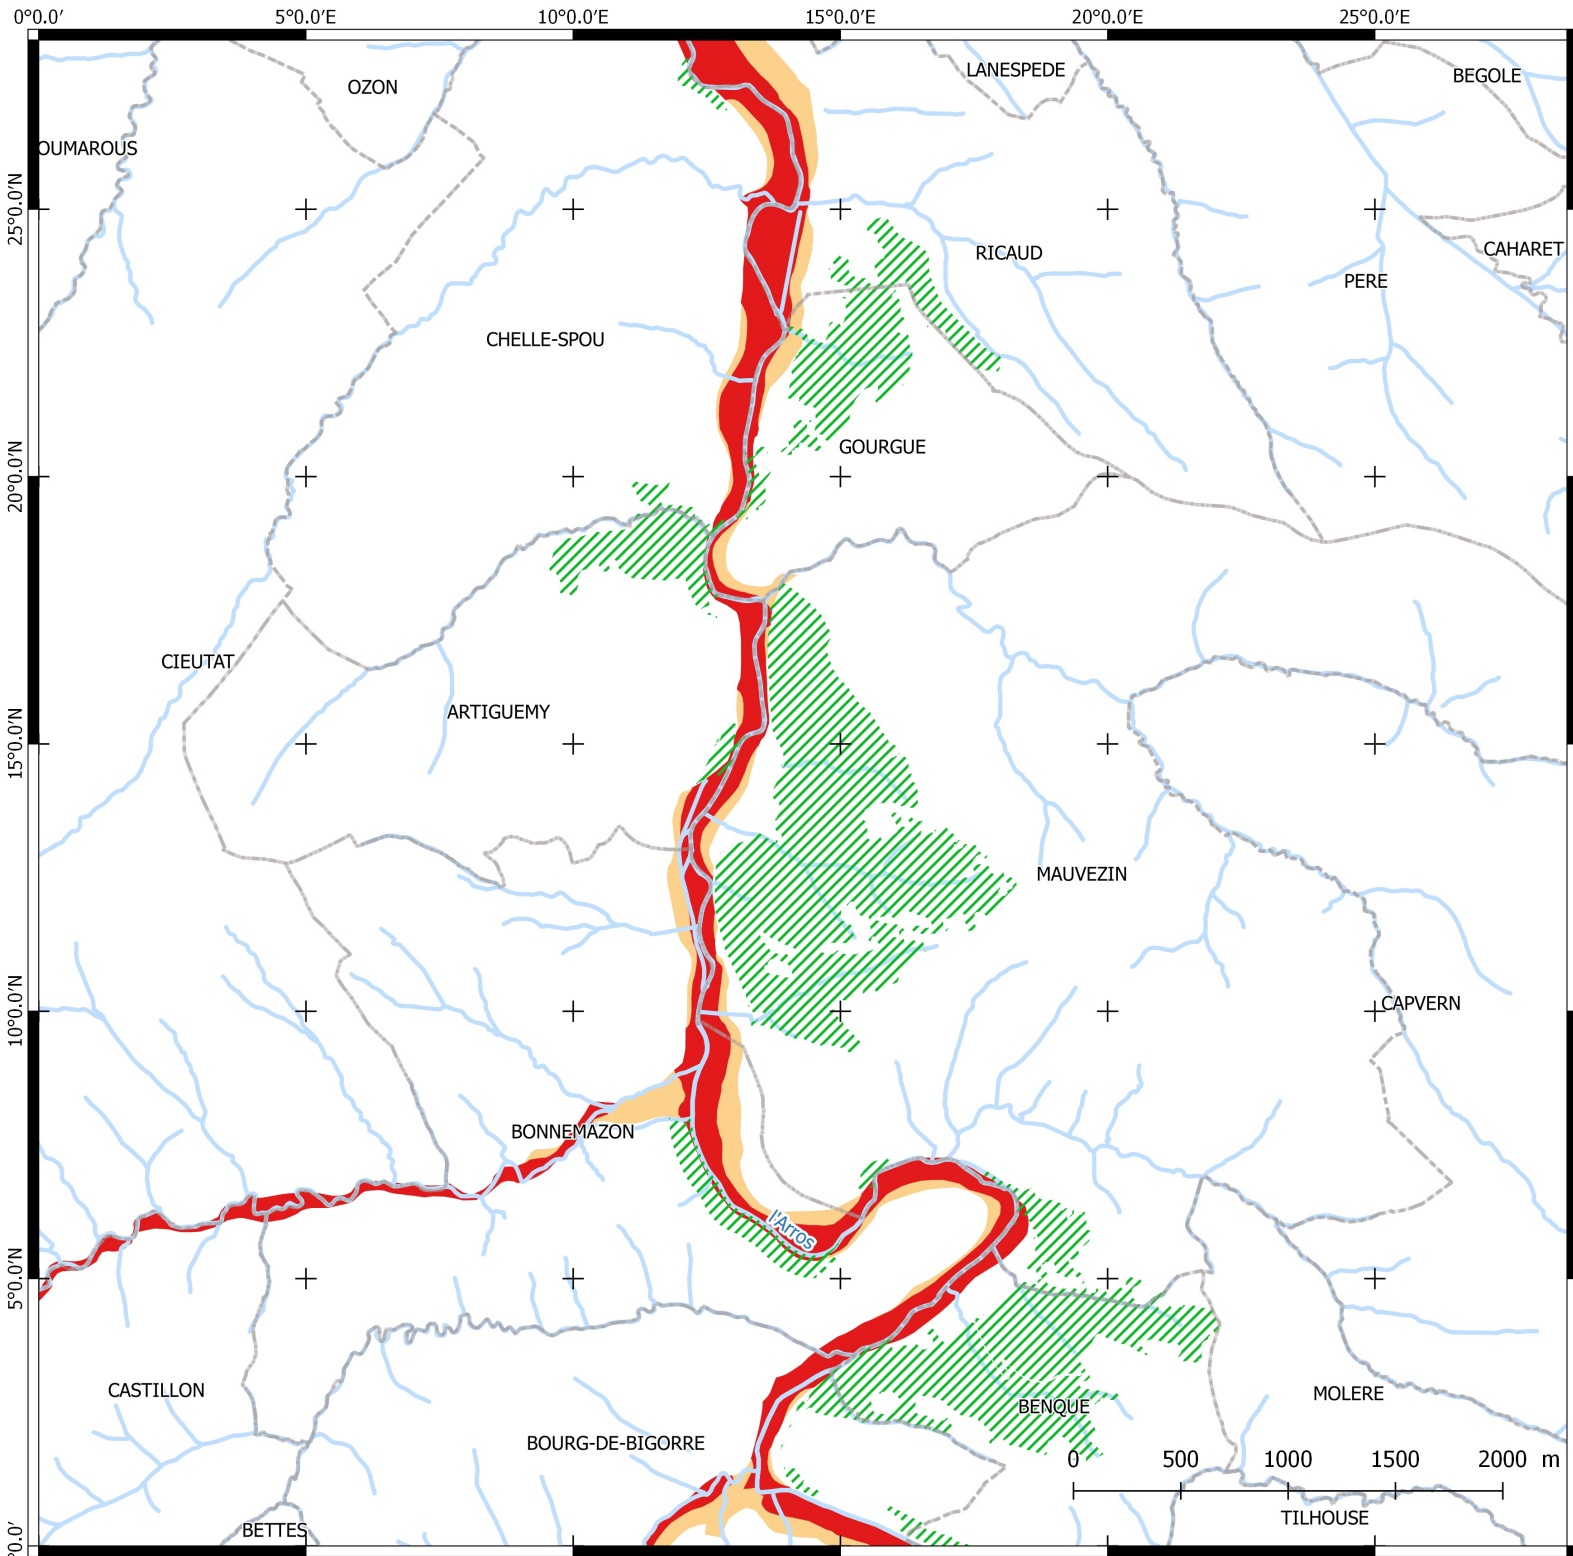 0°0.0′ 5°0.0′E 10°0.0′E 15°0.0′E 20°0.0′E 25°0.0′E
LANESPEDE
BEGOLE
OZON
OUMAROUS
25°0.0′N
RICAUD
CAHARET
PERE
CHELLE-SPOU
GOURGUE
20°0.0′N
CIEUTAT
ARTIGUEMY
15°0.0′N
MAUVEZIN
10°0.0′N
CAPVERN
BONNEMAZON
l'Arros
5°0.0′N
CASTILLON
MOLERE
BENQUE
BOURG-DE-BIGORRE
0 500 1000 1500 2000 m
TILHOUSE
BETTES
0°0.0′